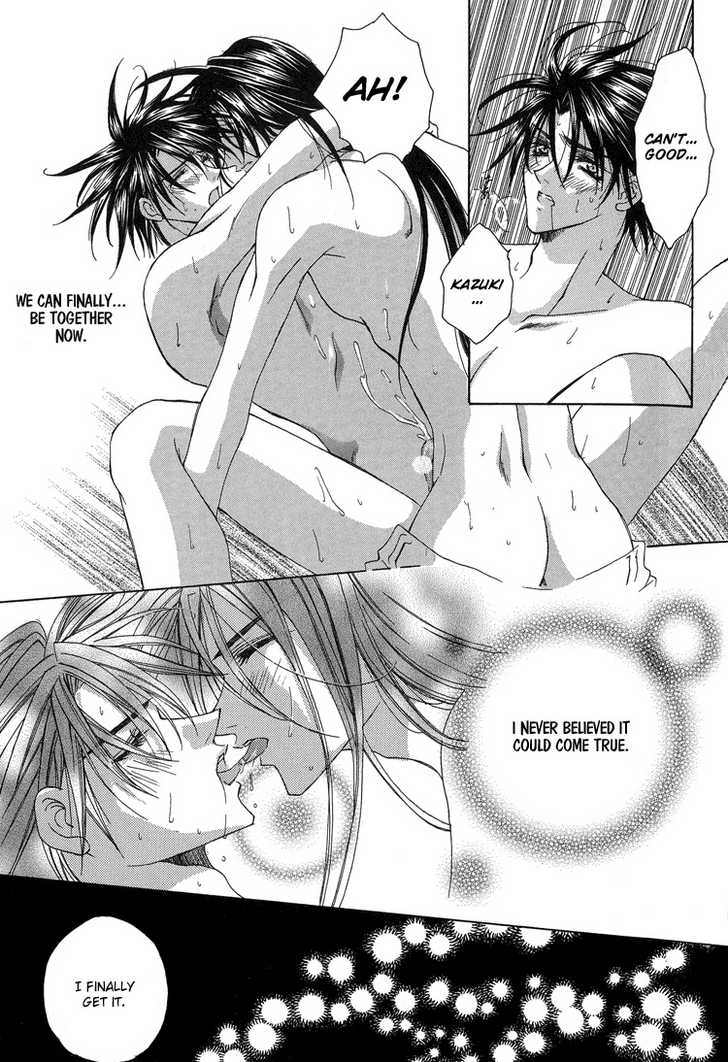 AH!
CAN'T...
GOOD...
KAZUKI
...
WE CAN FINALLY...
BE TOGETHER
NOW.
I NEVER BELIEVED IT
COULD COME TRUE.
I FINALLY
GET IT.